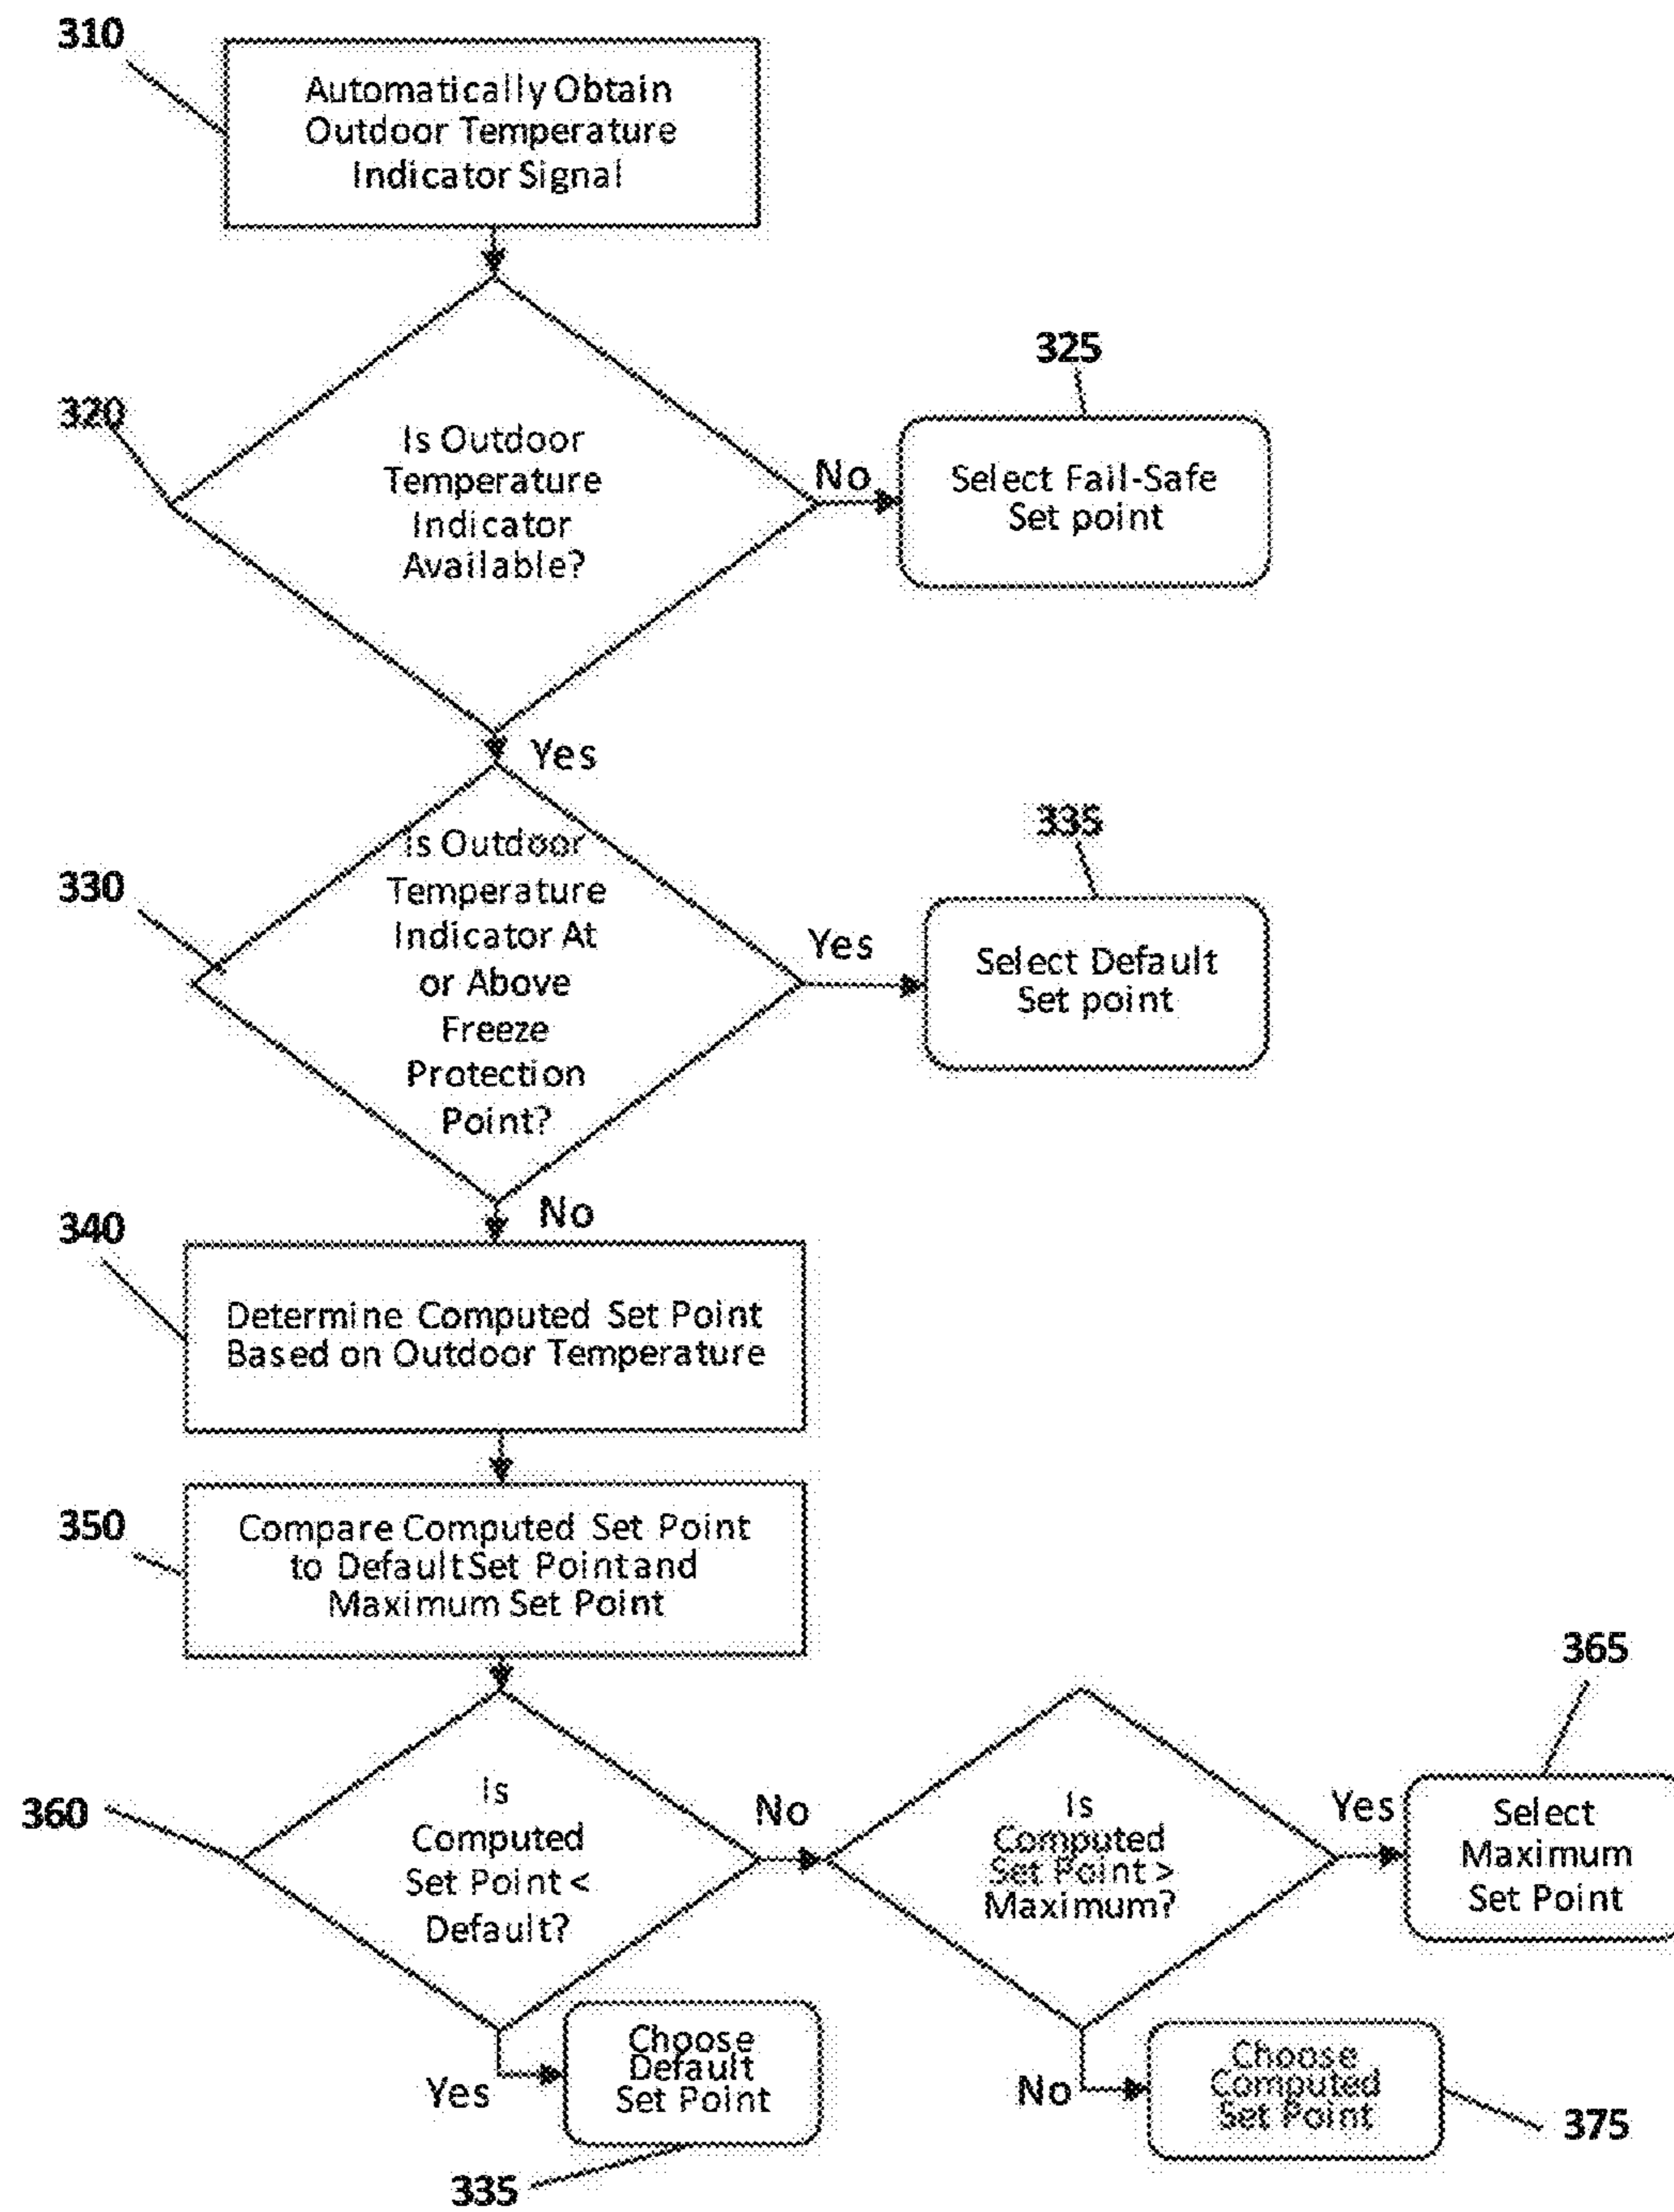 310
Automatically Obtain
Outdoor Temperature
Indicator Signal
320
Is Outdoor
Temperature
Indicator
Available?
No
325
Select Fail-Safe
Set point
Yes
330
Is Outdoor
Temperature
Indicator At
or Above
Freeze
Protection
Point?
Yes
335
Select Default
Set point
No
340
Determine Computed Set Point
Based on Outdoor Temperature
350
Compare Computed Set Point
to Default Set Point and
Maximum Set Point
360
Is
Computed
Set Point <
Default?
No
Is
Computed
Set Point >
Maximum?
Yes
365
Select
Maximum
Set Point
Yes
Choose
Default
Set Point
335
No
Choose
Computed
Set Point
375